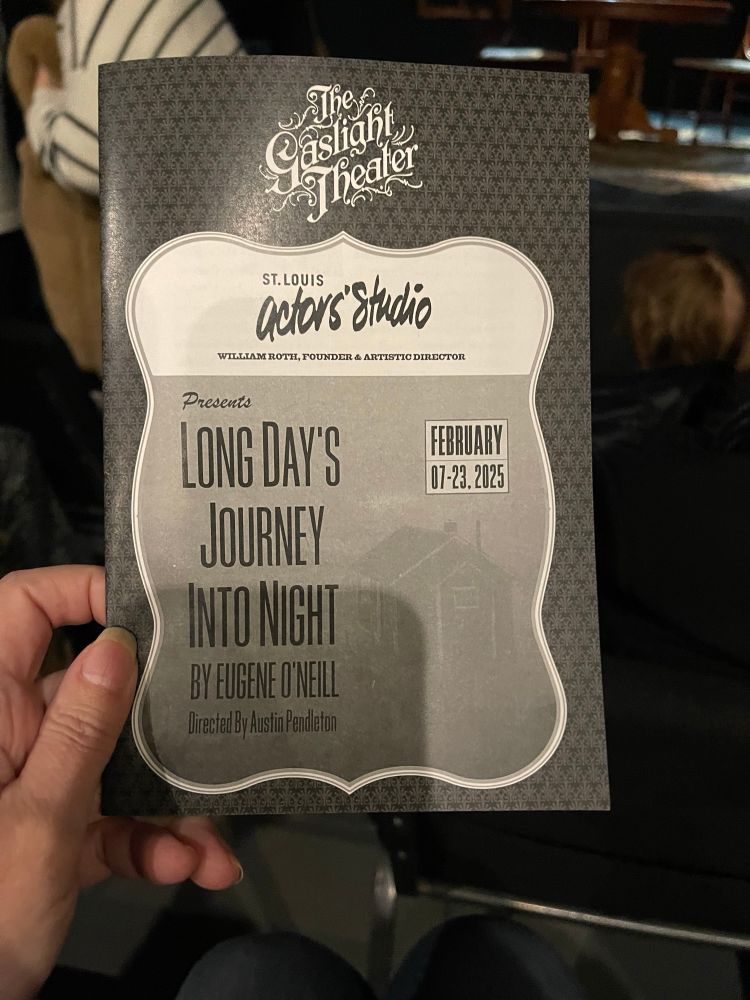 The
Gaslight
Theater
ST. LOUIS
actors' Studio
WILLIAM ROTH, FOUNDER & ARTISTIC DIRECTOR
Presents
LONG DAY'S
JOURNEY
INTO NIGHT
BY EUGENE O'NEILL
Directed By Austin Pendleton
FEBRUARY
07-23, 2025